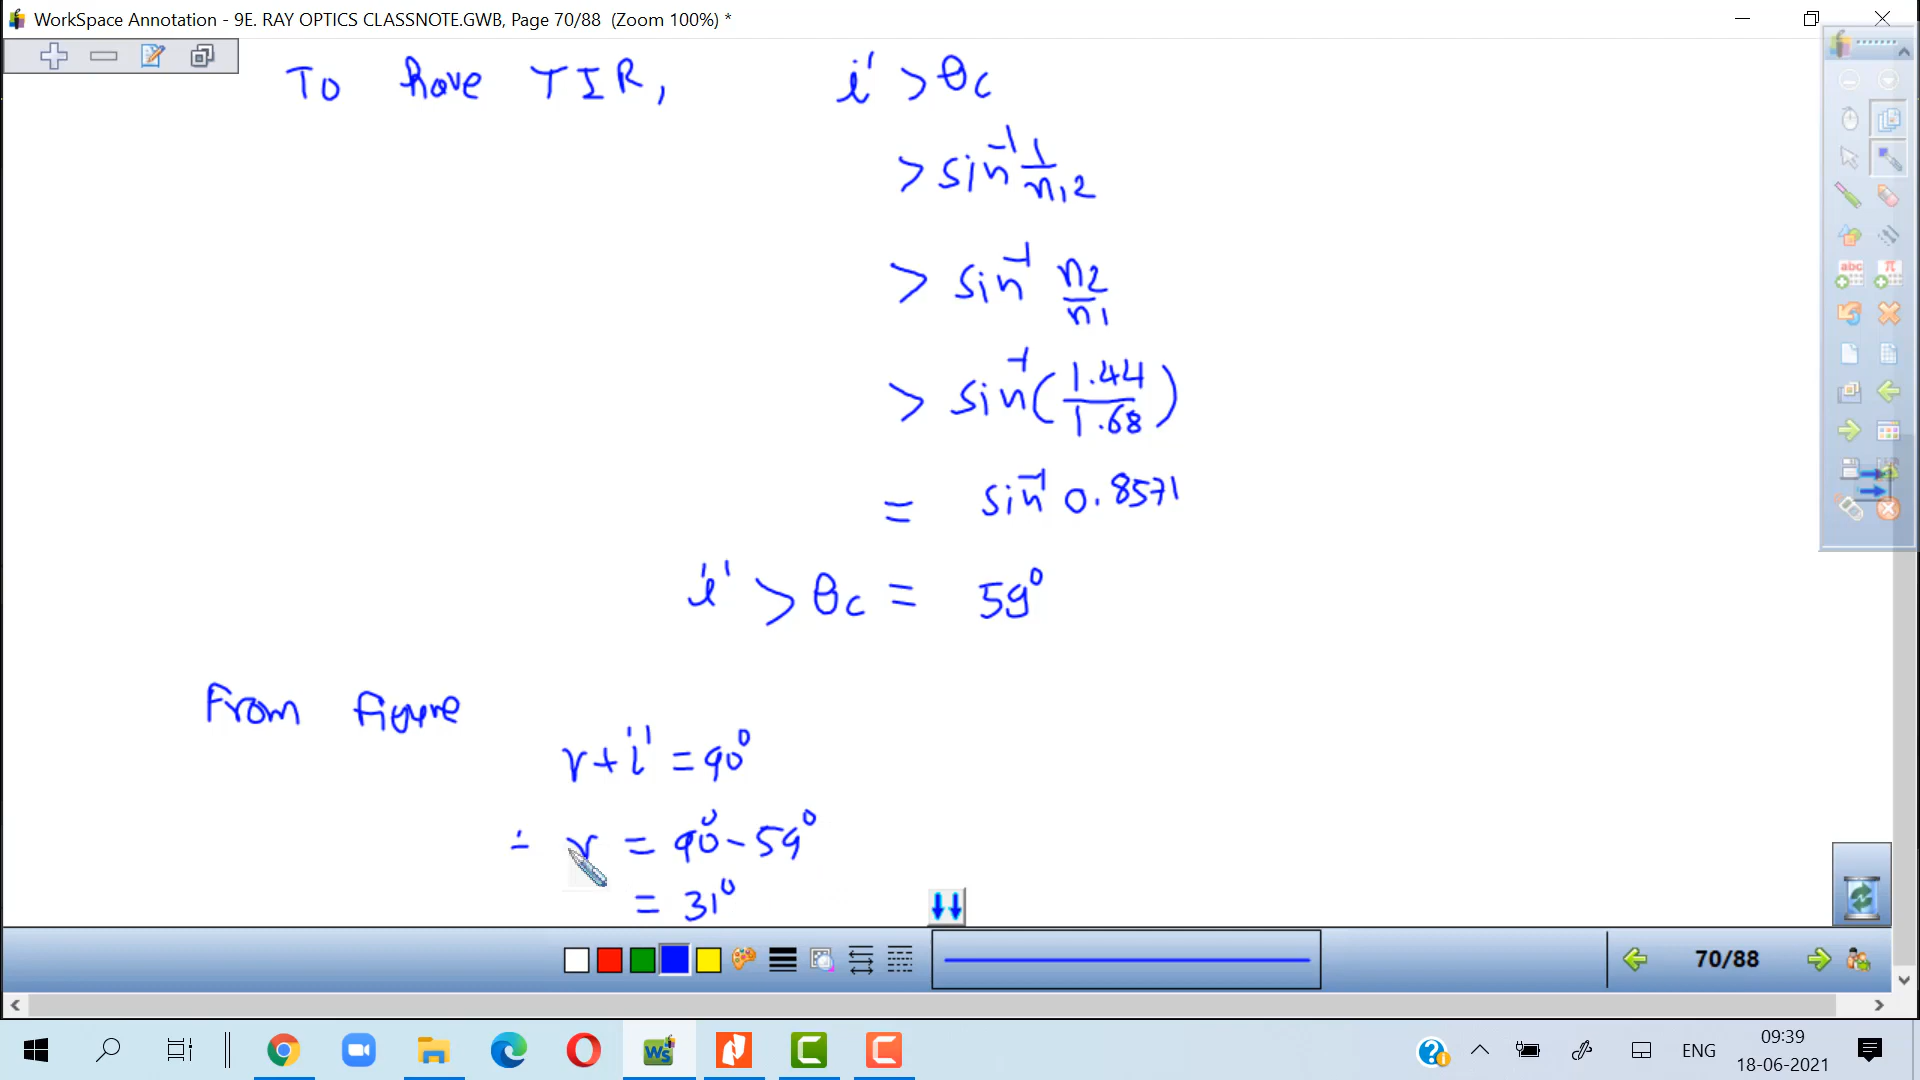 WorkSpace Annotation - 9E. RAY OPTICS CLASSNOTE.GWB, Page 70/88 (Zoom 100%) *
To have TIR, i' > θc
> sin⁻¹ 1/n₁₂
> sin⁻¹ n₂/n₁
> sin⁻¹(1.44/1.68)
= sin⁻¹ 0.8571
i' > θc = 59°
From figure
r + i' = 90°
∴ r = 90° - 59°
= 31°
abc
π
70/88
WS
ENG
09:39
18-06-2021